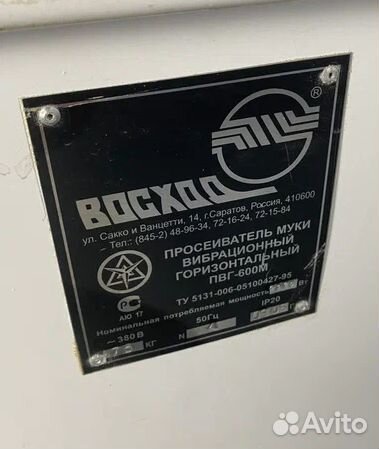 ®
ВОСХОД
ул. Сакко и Ванцетти, 14, г.Саратов, Россия, 410600
Тел.: (845-2) 48-96-34, 72-16-24, 72-15-84
ПРОСЕИВАТЕЛЬ МУКИ
ВИБРАЦИОННЫЙ
ГОРИЗОНТАЛЬНЫЙ
ПВГ-600М
ТУ 5131-006-05100427-95
АЮ 17
Номинальная потребляемая мощность Вт
~380В 50Гц IP20
КГ N Г
Avito